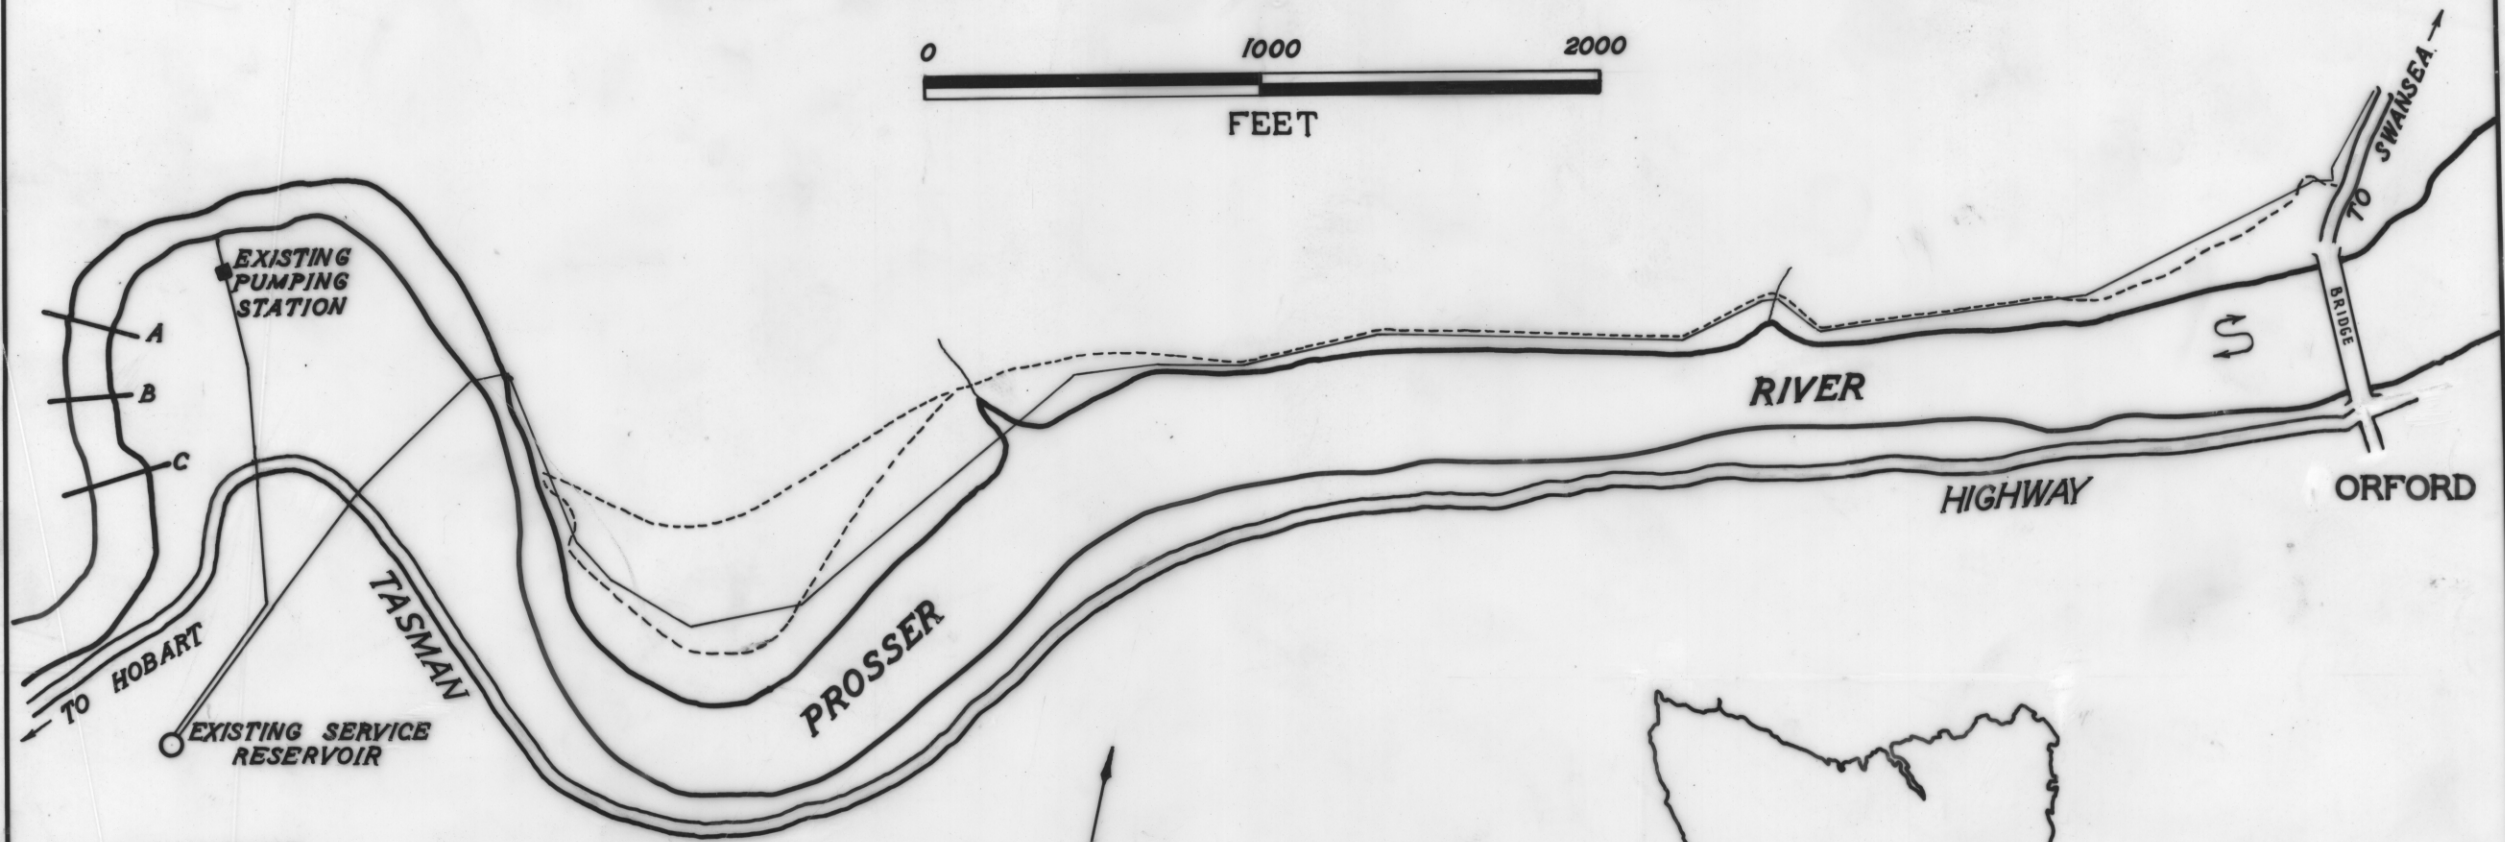 0 1000 2000
FEET
TO SWANSEA
EXISTING
PUMPING
STATION
A
B
C
BRIDGE
RIVER
HIGHWAY
ORFORD
TASMAN
PROSSER
TO HOBART
EXISTING SERVICE
RESERVOIR